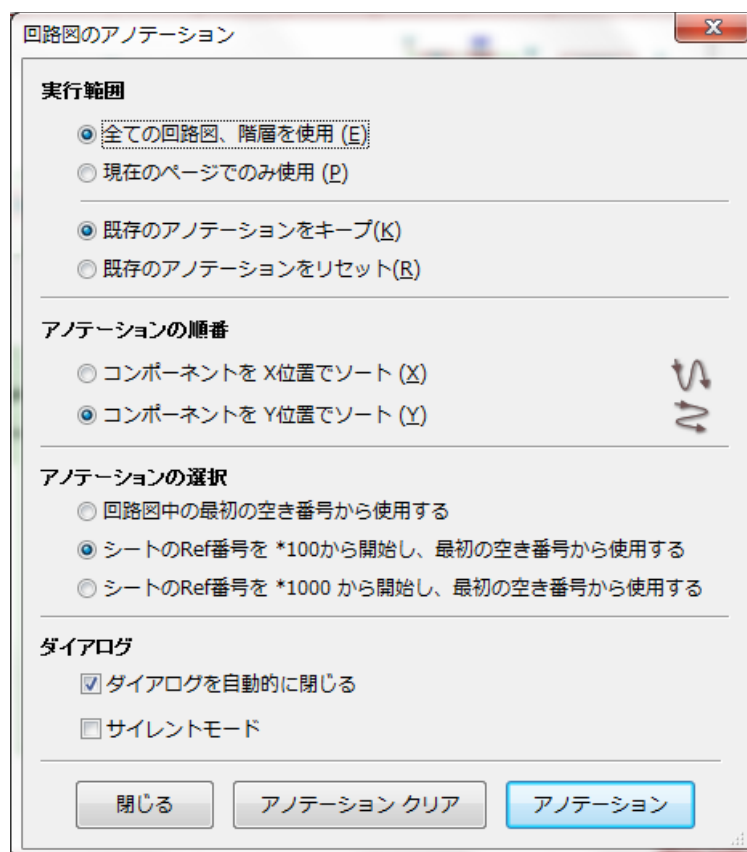 回路図のアノテーション
実行範囲
全ての回路図、階層を使用 (E)
現在のページでのみ使用 (P)
既存のアノテーションをキープ(K)
既存のアノテーションをリセット(R)
アノテーションの順番
コンポーネントを X位置でソート (X)
コンポーネントを Y位置でソート (Y)
アノテーションの選択
回路図中の最初の空き番号から使用する
シートのRef番号を *100から開始し、最初の空き番号から使用する
シートのRef番号を *1000 から開始し、最初の空き番号から使用する
ダイアログ
ダイアログを自動的に閉じる
サイレントモード
閉じる アノテーション クリア アノテーション